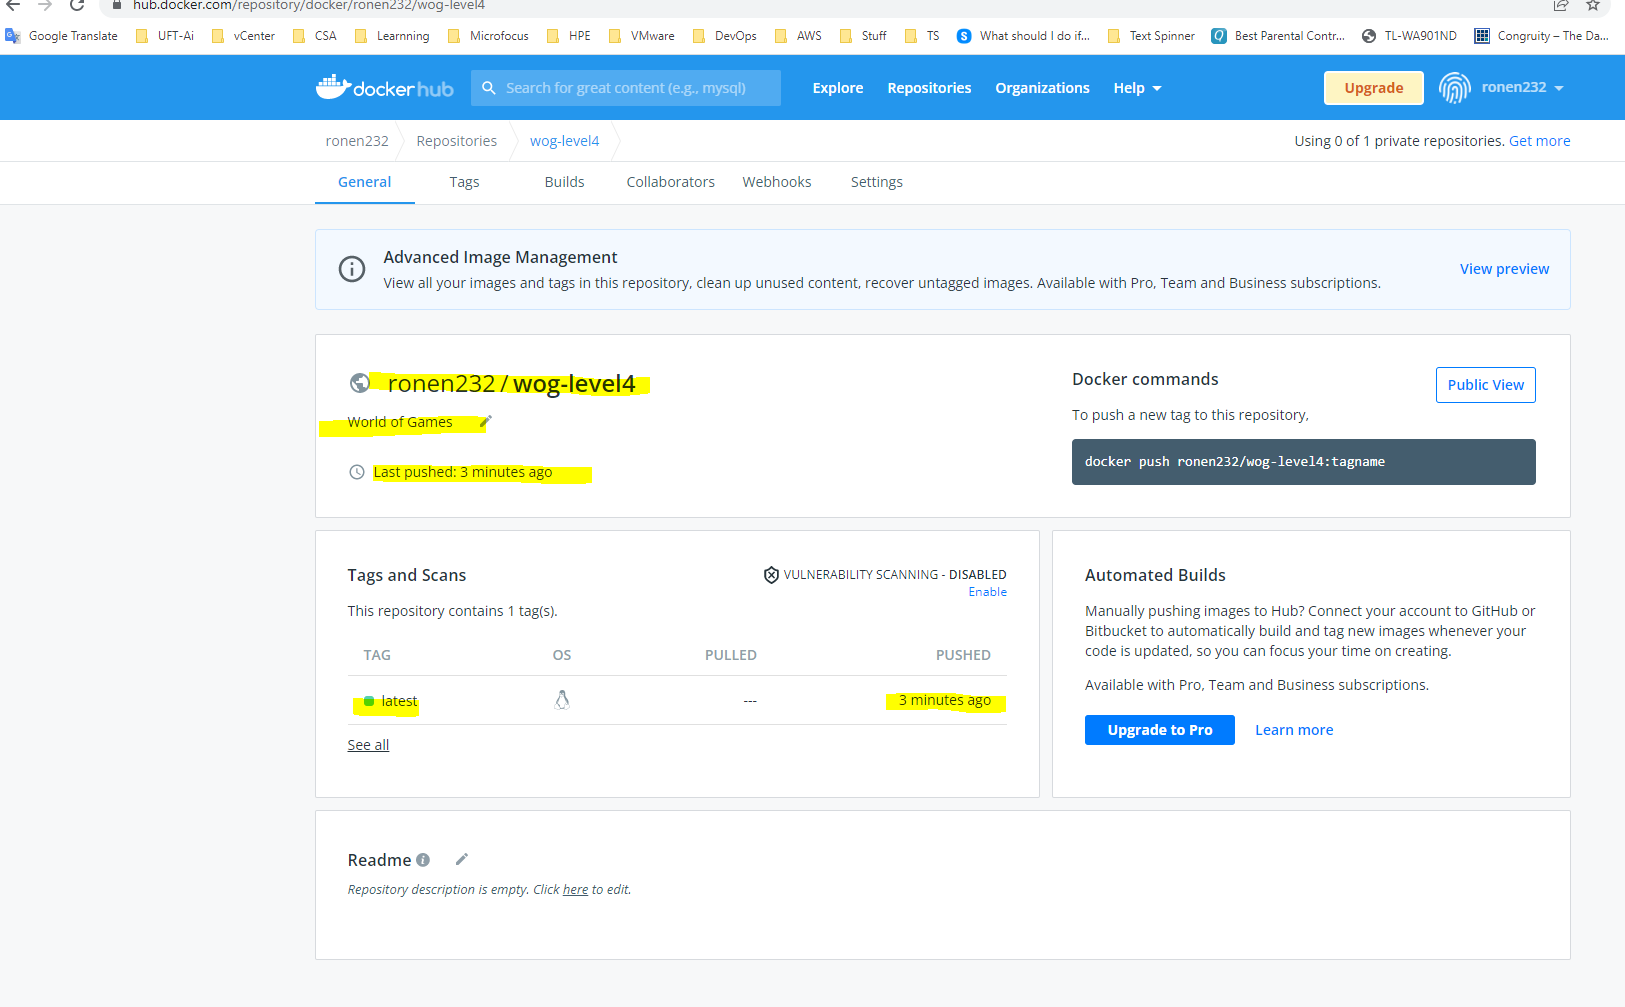 hub.docker.com/repository/docker/ronen232/wog-level4
Google Translate UFT-Ai vCenter CSA Learnning Microfocus HPE VMware DevOps AWS Stuff TS What should I do if... Text Spinner Best Parental Contr... TL-WA901ND Congruity – The Da...
dockerhub Search for great content (e.g., mysql) Explore Repositories Organizations Help Upgrade ronen232
ronen232 Repositories wog-level4 Using 0 of 1 private repositories. Get more
General Tags Builds Collaborators Webhooks Settings
Advanced Image Management
View all your images and tags in this repository, clean up unused content, recover untagged images. Available with Pro, Team and Business subscriptions.
View preview
ronen232 / wog-level4
World of Games
Last pushed: 3 minutes ago
Docker commands
Public View
To push a new tag to this repository,
docker push ronen232/wog-level4:tagname
Tags and Scans
VULNERABILITY SCANNING - DISABLED
Enable
This repository contains 1 tag(s).
TAG OS PULLED PUSHED
latest --- 3 minutes ago
See all
Automated Builds
Manually pushing images to Hub? Connect your account to GitHub or
Bitbucket to automatically build and tag new images whenever your
code is updated, so you can focus your time on creating.
Available with Pro, Team and Business subscriptions.
Upgrade to Pro Learn more
Readme
Repository description is empty. Click here to edit.